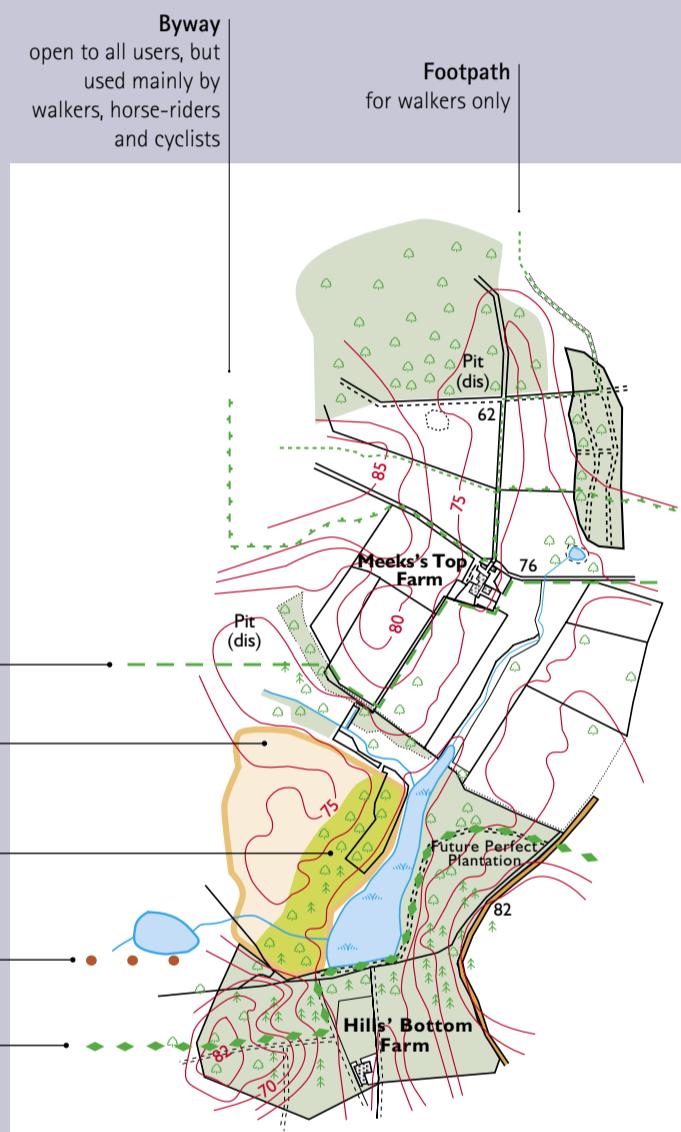 Byway
open to all users, but
used mainly by
walkers, horse-riders
and cyclists
Footpath
for walkers only
Pit
(dis)
62
85
75
Meeks's Top
Farm
76
80
Pit
(dis)
75
Future Perfect
Plantation
82
Hills' Bottom
Farm
82
70